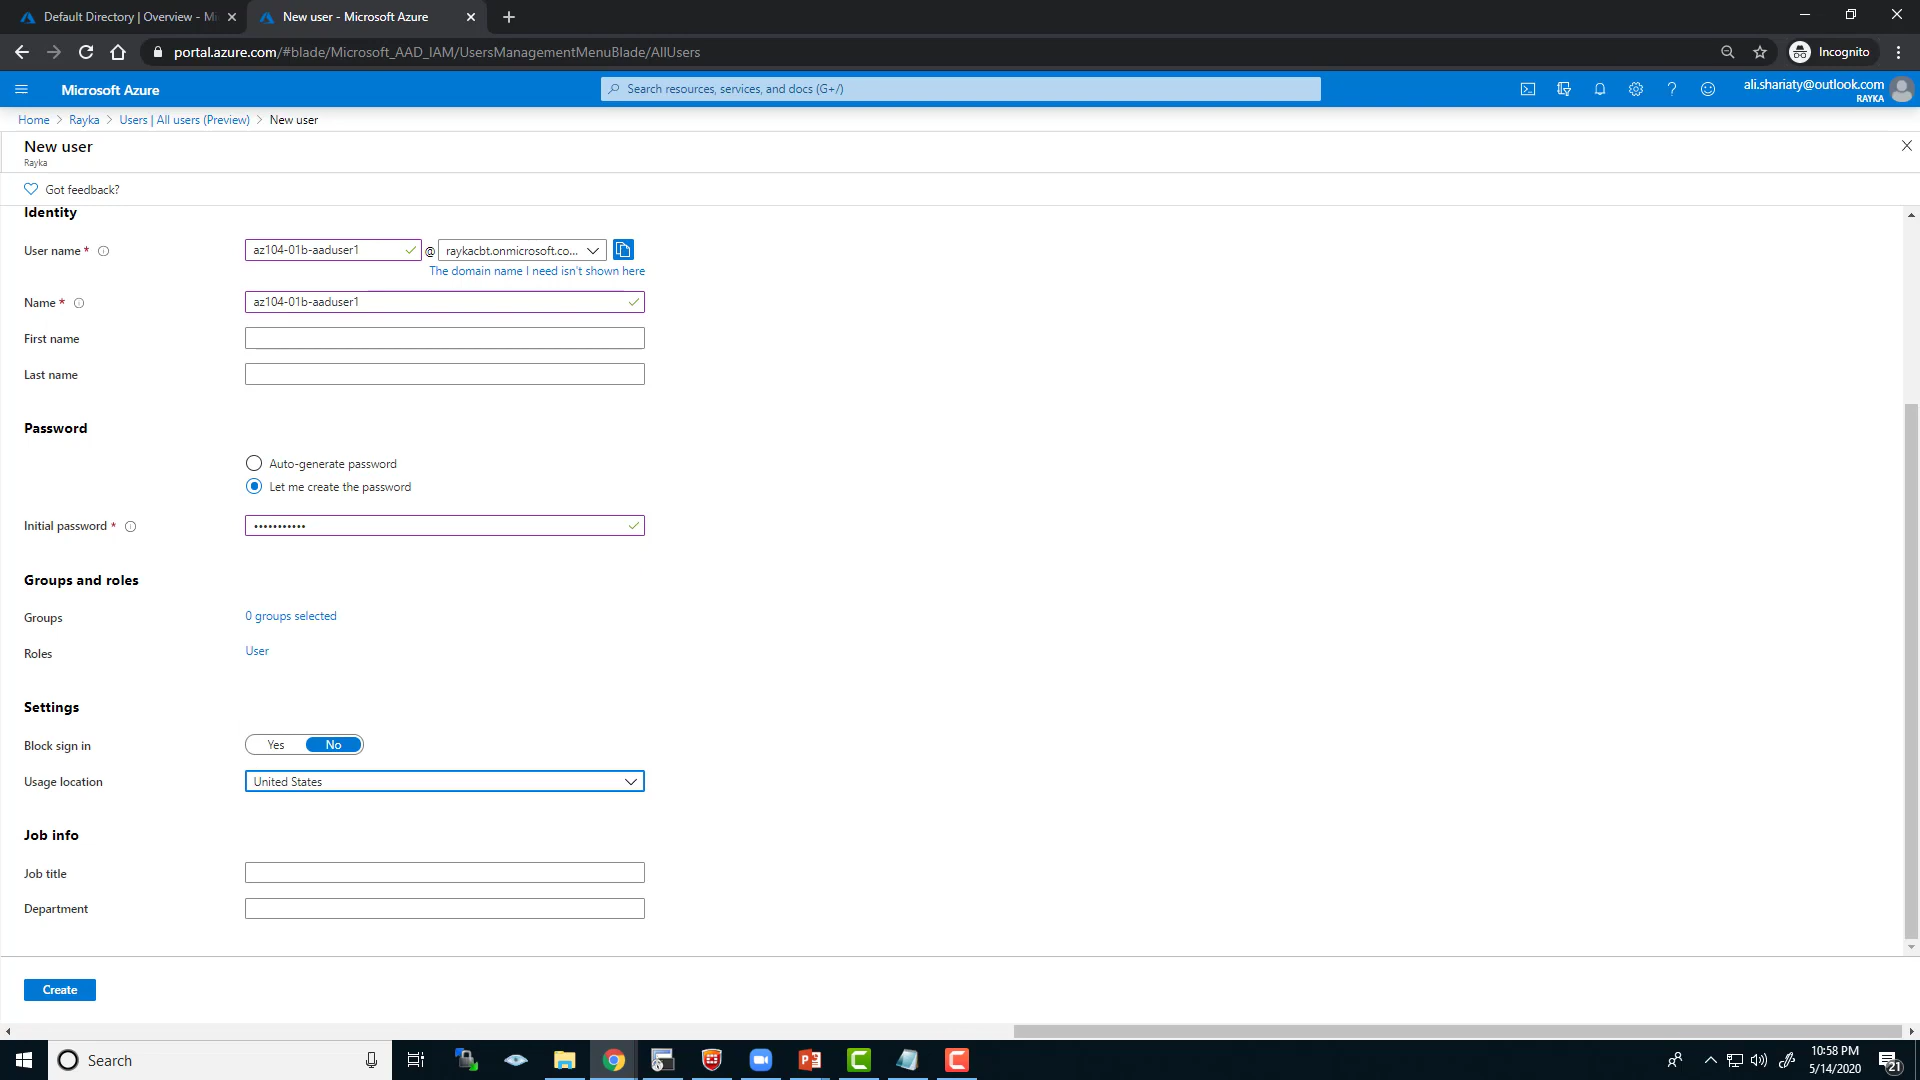 Default Directory | Overview - Mi
New user - Microsoft Azure
portal.azure.com/#blade/Microsoft_AAD_IAM/UsersManagementMenuBlade/AllUsers
Incognito
Microsoft Azure
Search resources, services, and docs (G+/)
ali.shariaty@outlook.com
RAYKA
Home > Rayka > Users | All users (Preview) > New user
New user
Rayka
Got feedback?
Identity
User name *
az104-01b-aaduser1
@
raykacbt.onmicrosoft.co...
The domain name I need isn't shown here
Name *
az104-01b-aaduser1
First name
Last name
Password
Auto-generate password
Let me create the password
Initial password *
•••••••••••
Groups and roles
Groups
0 groups selected
Roles
User
Settings
Block sign in
Yes No
Usage location
United States
Job info
Job title
Department
Create
Search
10:58 PM
5/14/2020
21